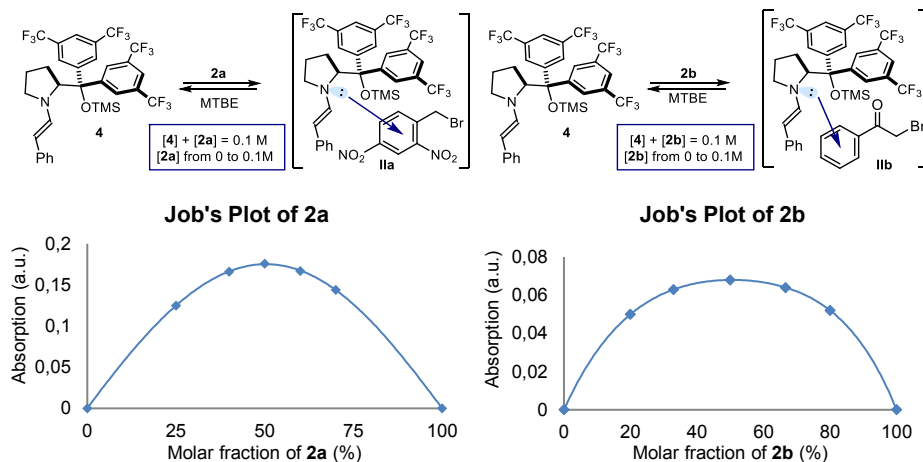 F₃C
CF₃
CF₃
N
OTMS
CF₃
Ph
4
2a
MTBE
[4] + [2a] = 0.1 M
[2a] from 0 to 0.1M
F₃C
CF₃
CF₃
N
:
OTMS
CF₃
Br
Ph
NO₂
NO₂
IIa
F₃C
CF₃
CF₃
N
OTMS
CF₃
Ph
4
2b
MTBE
[4] + [2b] = 0.1 M
[2b] from 0 to 0.1M
F₃C
CF₃
CF₃
N
:
OTMS
CF₃
O
Br
Ph
IIb
Job's Plot of 2a
Absorption (a.u.)
0,2
0,15
0,1
0,05
0
0 25 50 75 100
Molar fraction of 2a (%)
Job's Plot of 2b
Absorption (a.u.)
0,08
0,06
0,04
0,02
0
0 20 40 60 80 100
Molar fraction of 2b (%)